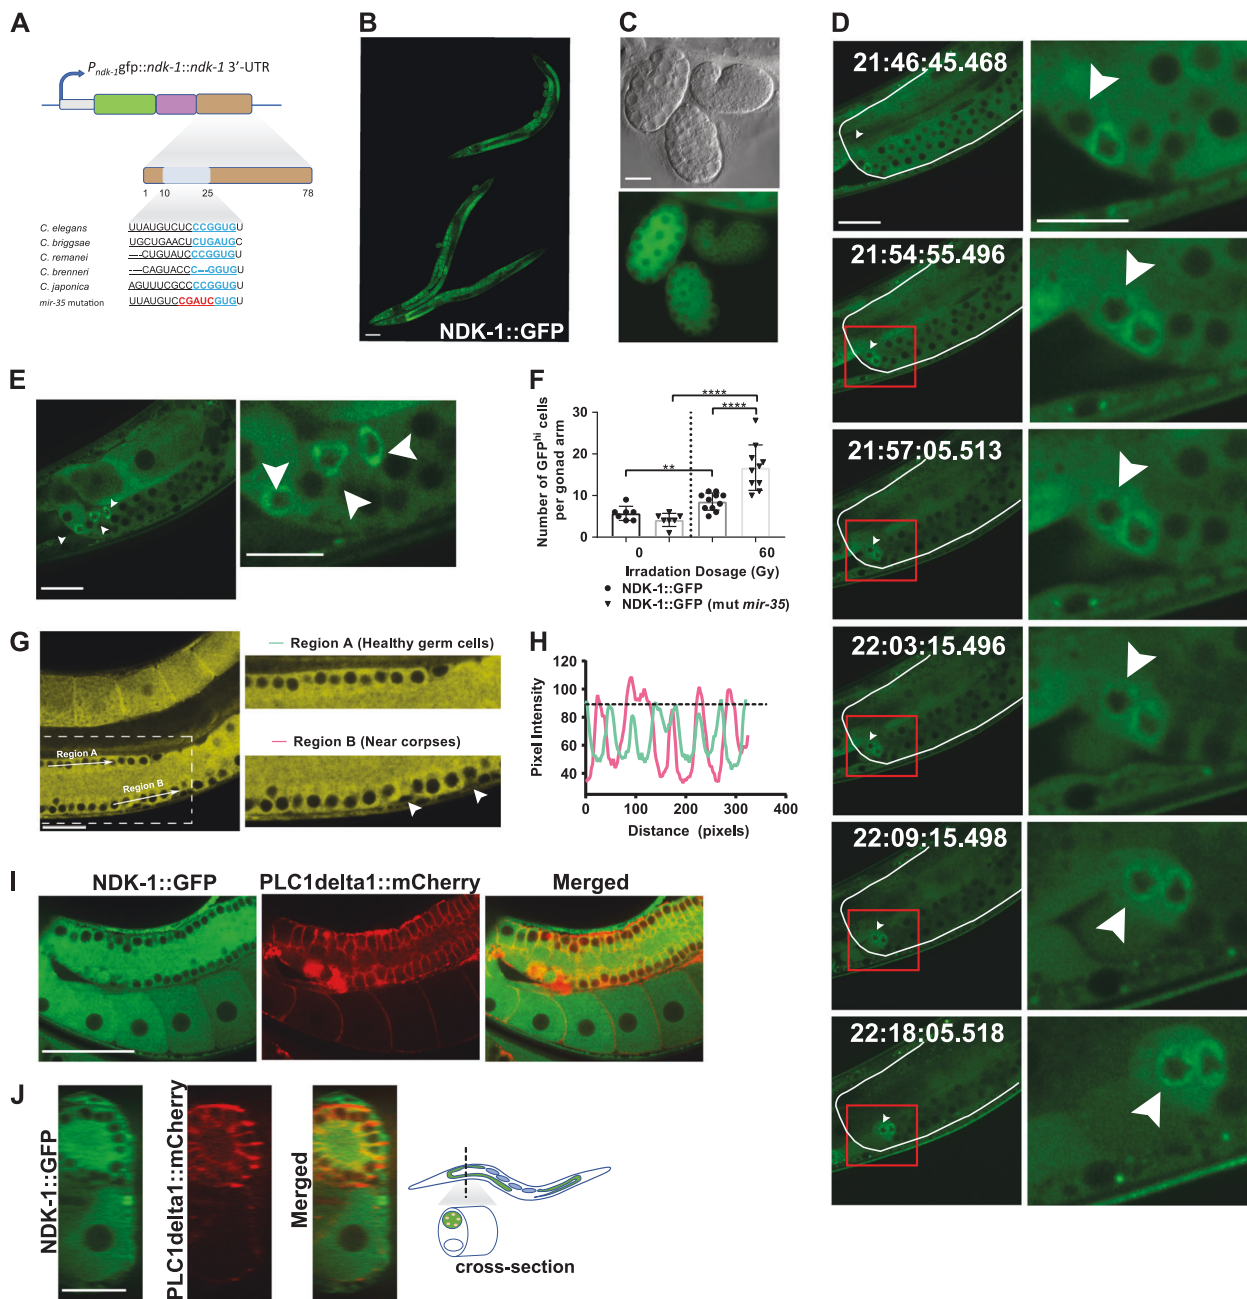 A
P_ndk-1gfp::ndk-1::ndk-1 3′-UTR
1 10 25 78
C. elegans UUAUGUCUCCCGGUGU
C. briggsae UGCUGAACUCUGAUGC
C. remanei -–CUGUAUCCCGGUGU
C. brenneri -–CAGUACCC–-GGUGU
C. japonica AGUUUCGCCCCCGGUGU
mir-35 mutation UUAUGUCCGAUCGUGU
B
NDK-1::GFP
C
D
21:46:45.468
21:54:55.496
21:57:05.513
22:03:15.496
22:09:15.498
22:18:05.518
E
F
Number of GFP^hi cells
per gonad arm
30
20
10
0
**
****
****
0 60
Irradation Dosage (Gy)
NDK-1::GFP
NDK-1::GFP (mut mir-35)
G
Region A
Region B
Region A (Healthy germ cells)
Region B (Near corpses)
H
Pixel Intensity
120
100
80
60
40
0 100 200 300 400
Distance (pixels)
I
NDK-1::GFP PLC1delta1::mCherry Merged
J
NDK-1::GFP
PLC1delta1::mCherry
Merged
cross-section